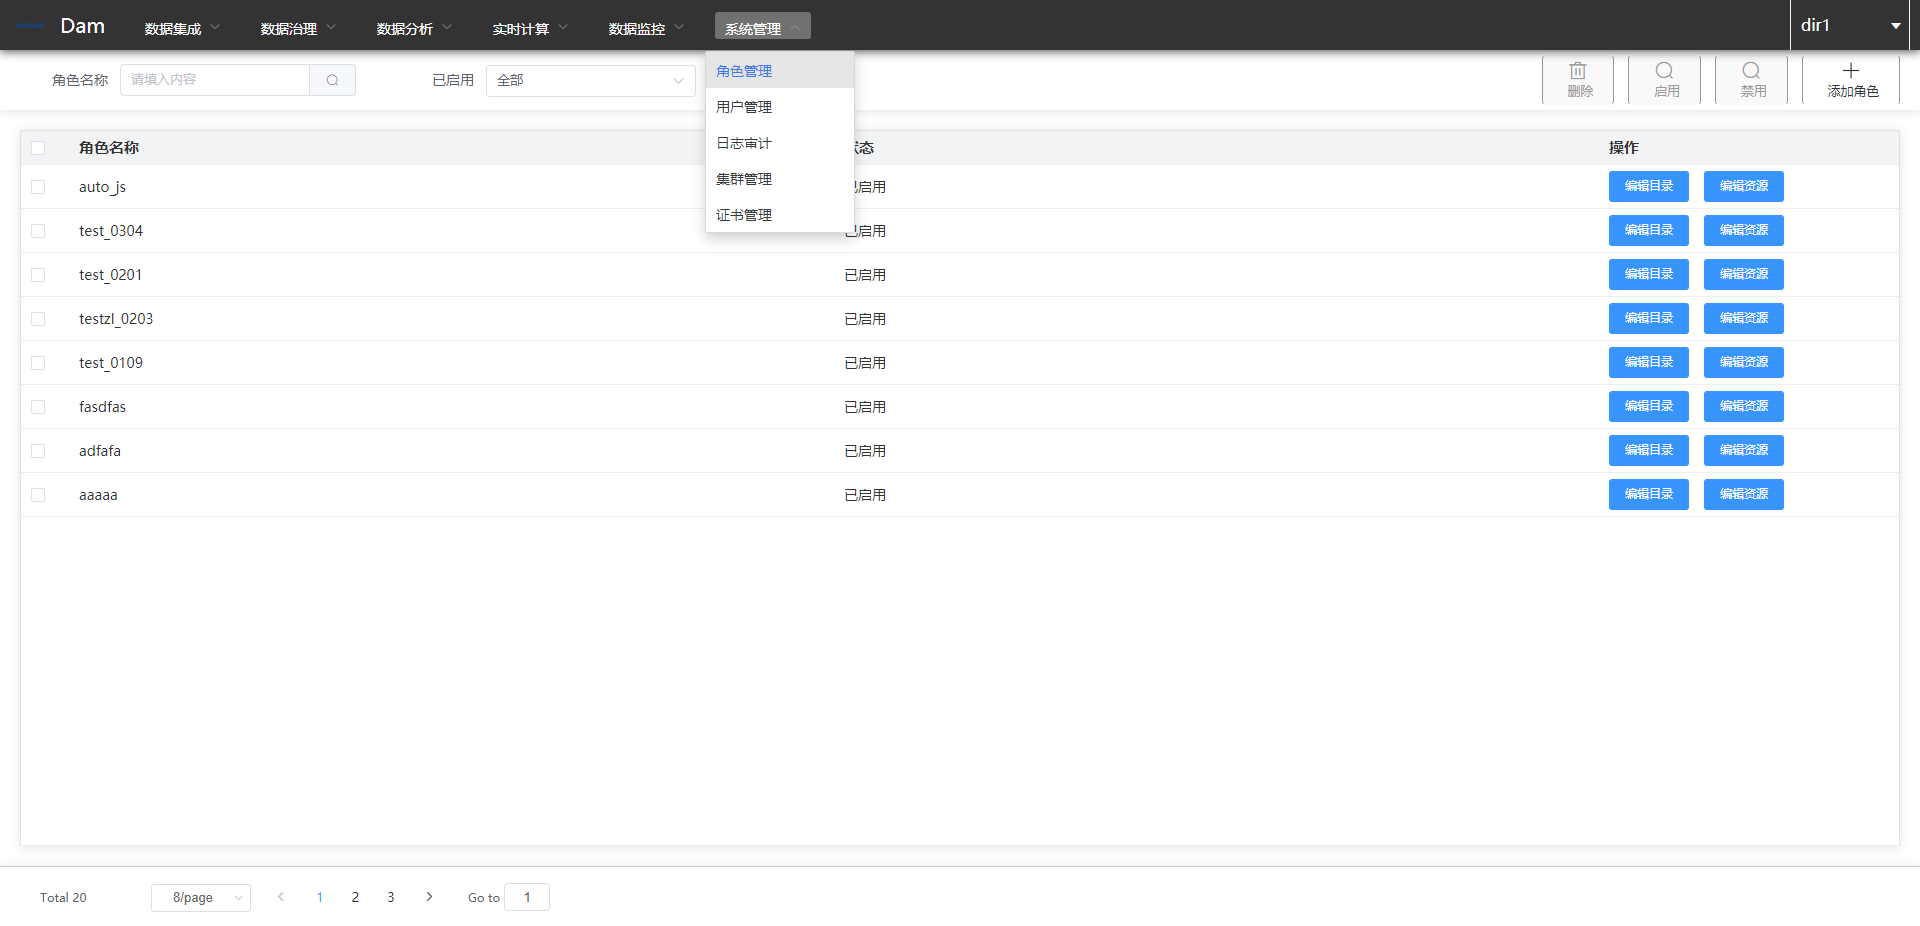 Dam 数据集成 数据治理 数据分析 实时计算 数据监控 系统管理 dir1
角色名称 请填入内容 已启用 全部 删除 启用 禁用 添加角色
角色管理
用户管理
日志审计
集群管理
证书管理
角色名称 状态 操作
auto_js 已启用 编辑目录 编辑资源
test_0304 已启用 编辑目录 编辑资源
test_0201 已启用 编辑目录 编辑资源
testzl_0203 已启用 编辑目录 编辑资源
test_0109 已启用 编辑目录 编辑资源
fasdfas 已启用 编辑目录 编辑资源
adfafa 已启用 编辑目录 编辑资源
aaaaa 已启用 编辑目录 编辑资源
Total 20 8/page 1 2 3 Go to 1